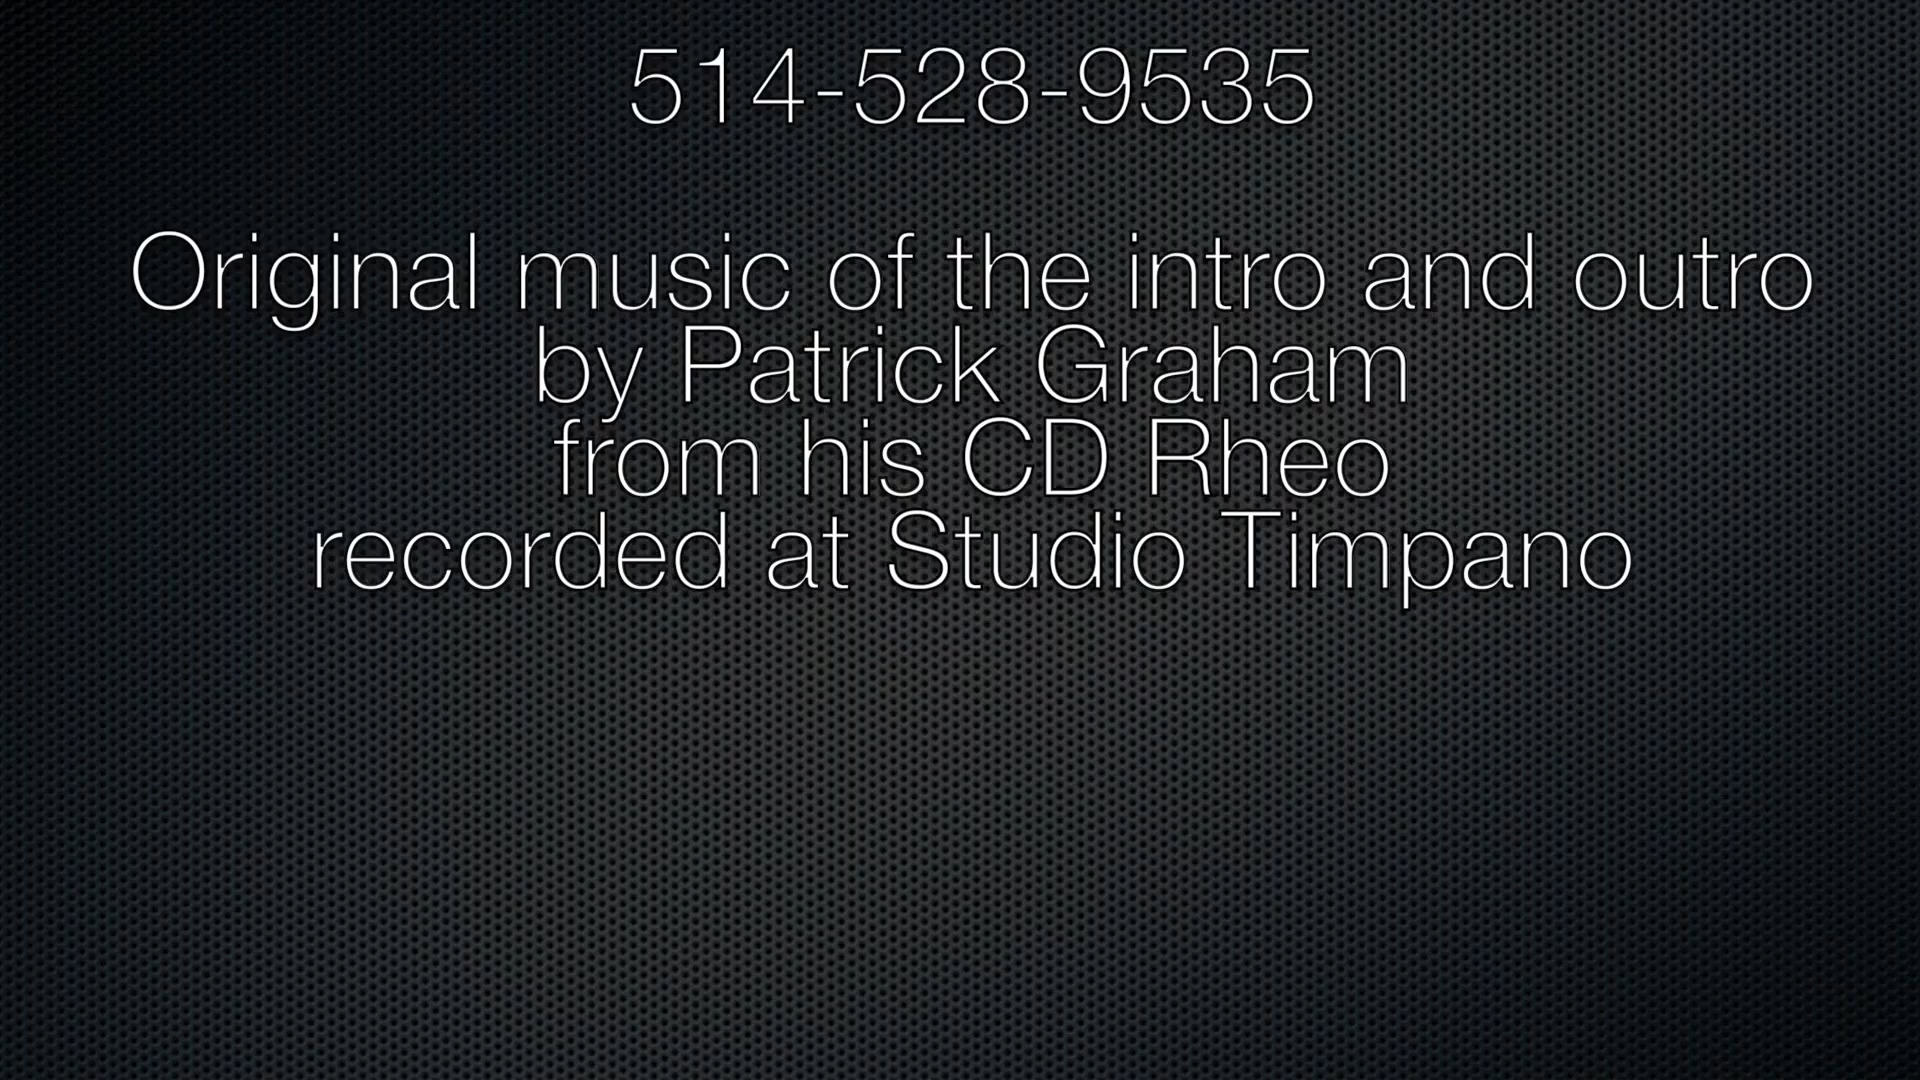 514-528-9535
Original music of the intro and outro
by Patrick Graham
from his CD Rheo
recorded at Studio Timpano